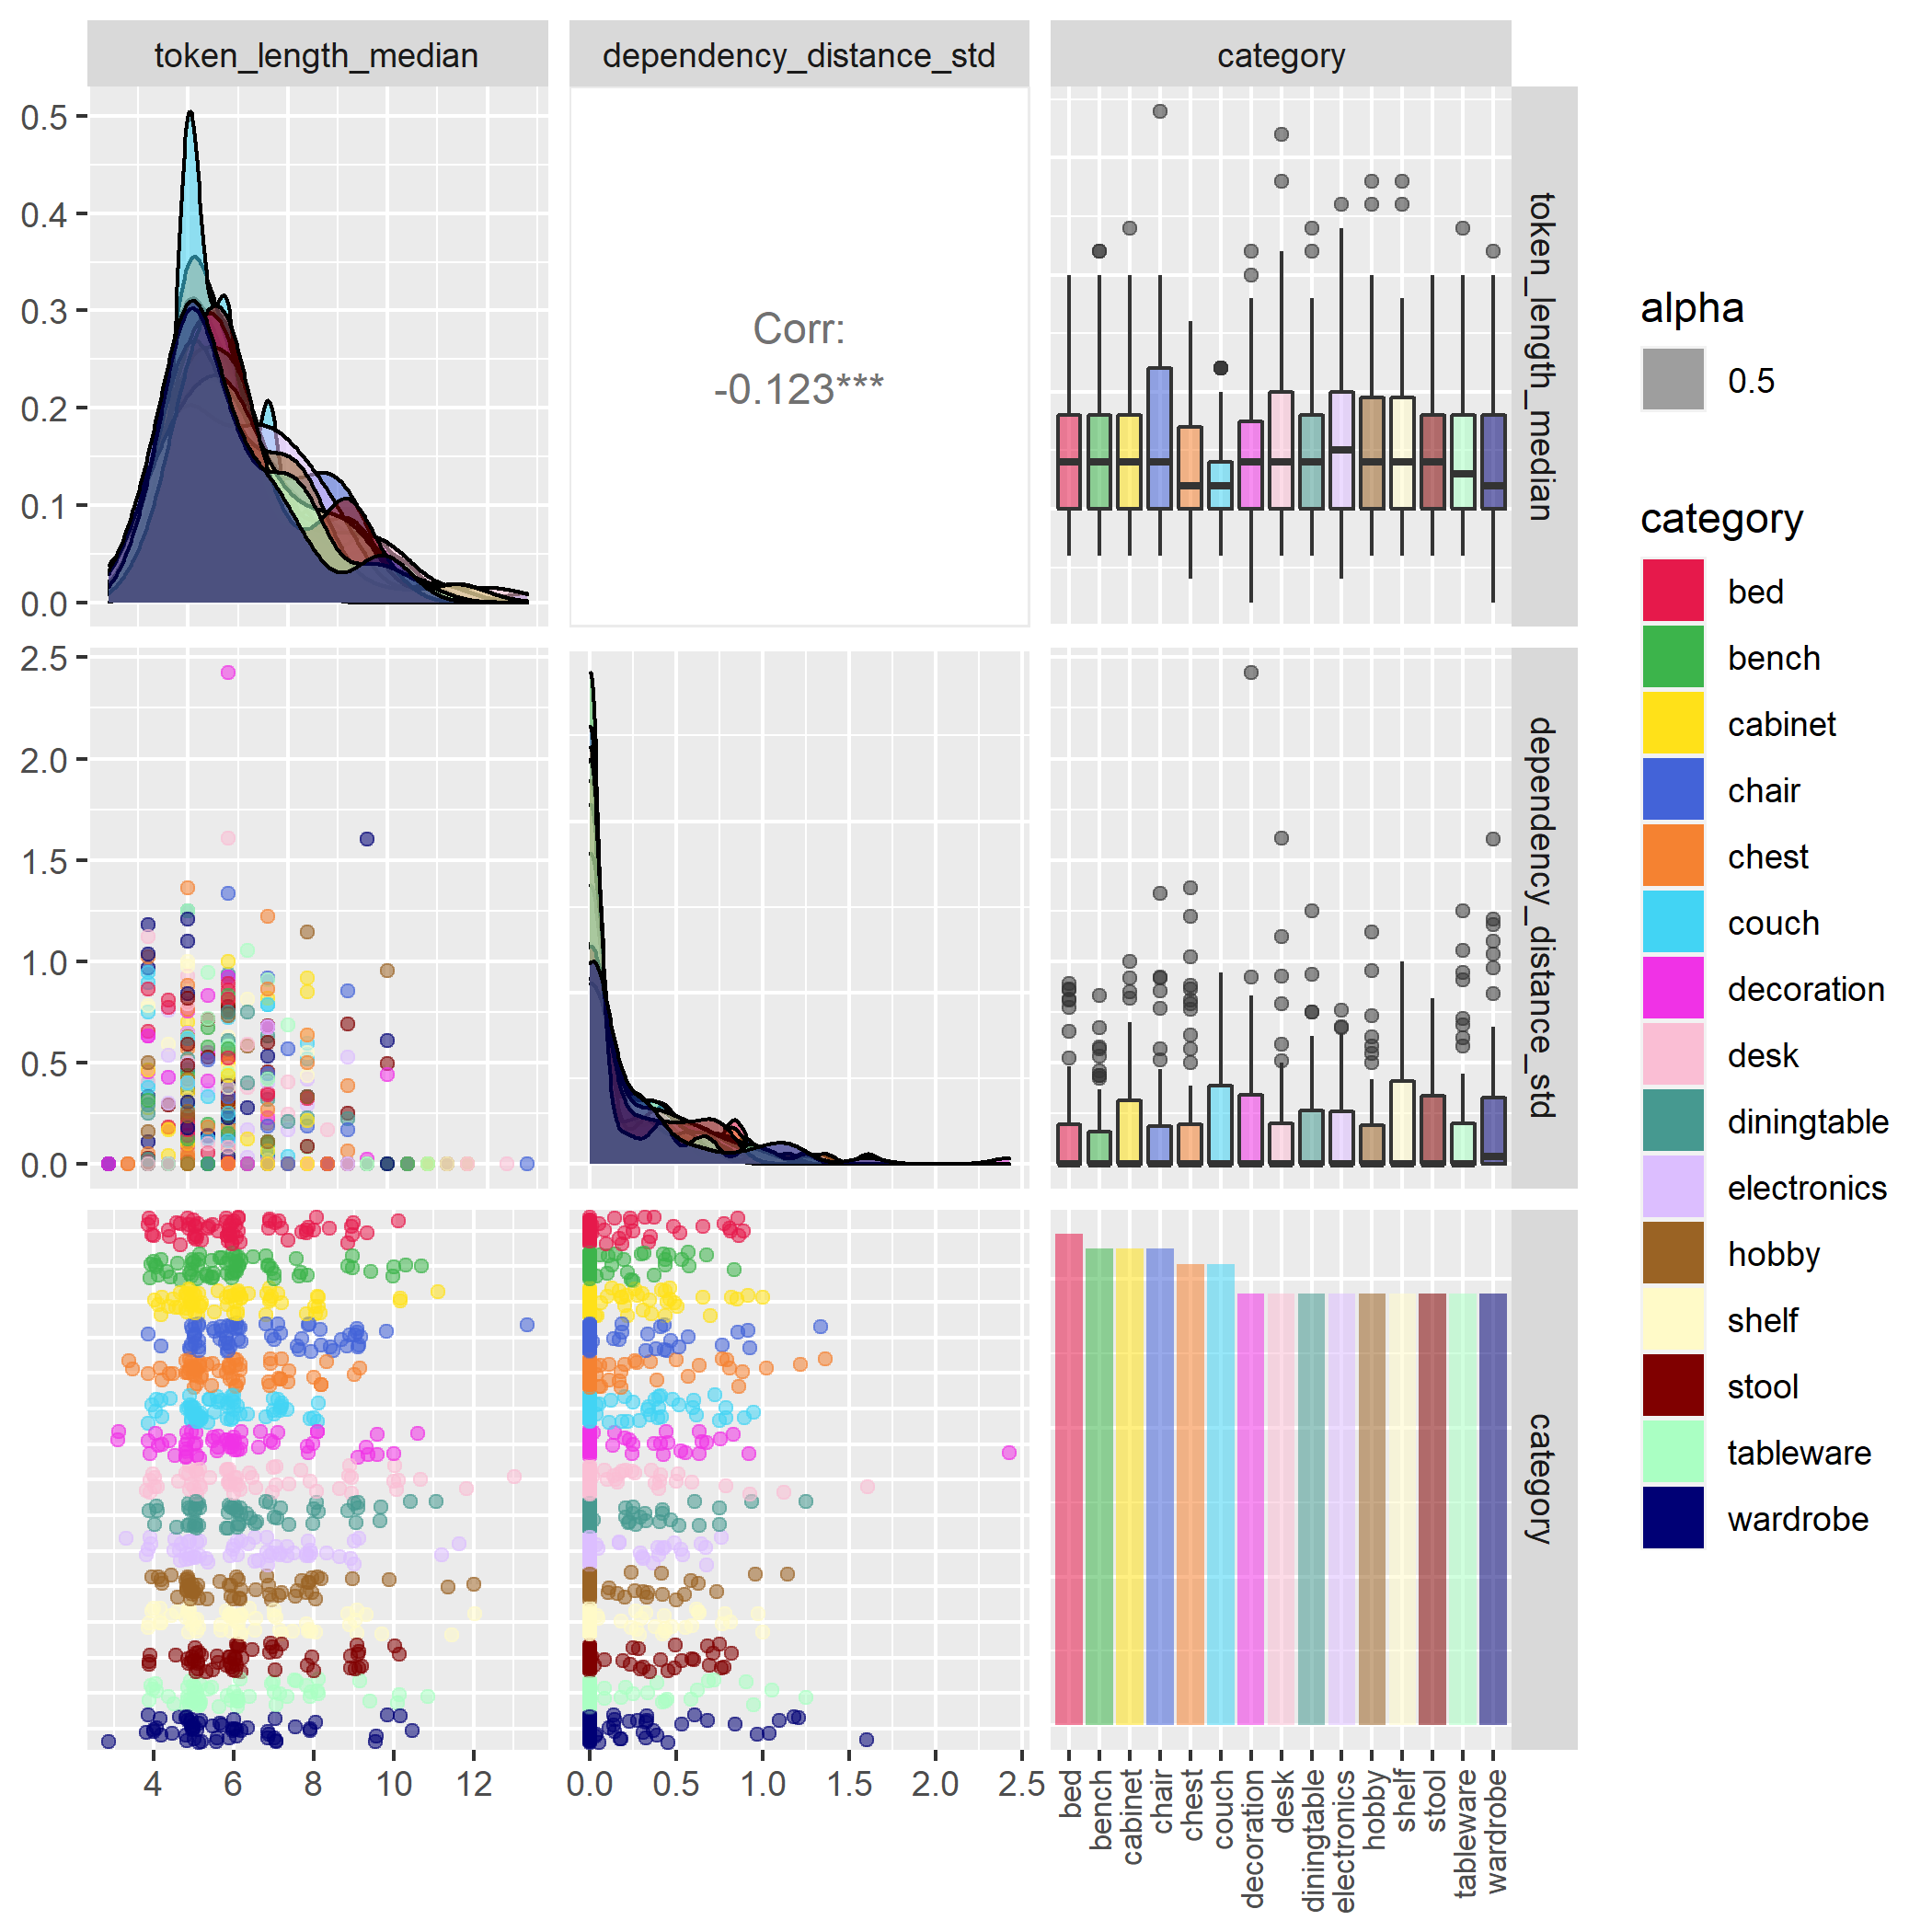 token_length_median
dependency_distance_std
category
0.5
0.4
0.3
0.2
0.1
0.0
Corr:
-0.123***
token_length_median
2.5
2.0
1.5
1.0
0.5
0.0
dependency_distance_std
category
4
6
8
10
12
0.0
0.5
1.0
1.5
2.0
2.5
bed
bench
cabinet
chair
chest
couch
decoration
desk
diningtable
electronics
hobby
shelf
stool
tableware
wardrobe
alpha
0.5
category
bed
bench
cabinet
chair
chest
couch
decoration
desk
diningtable
electronics
hobby
shelf
stool
tableware
wardrobe